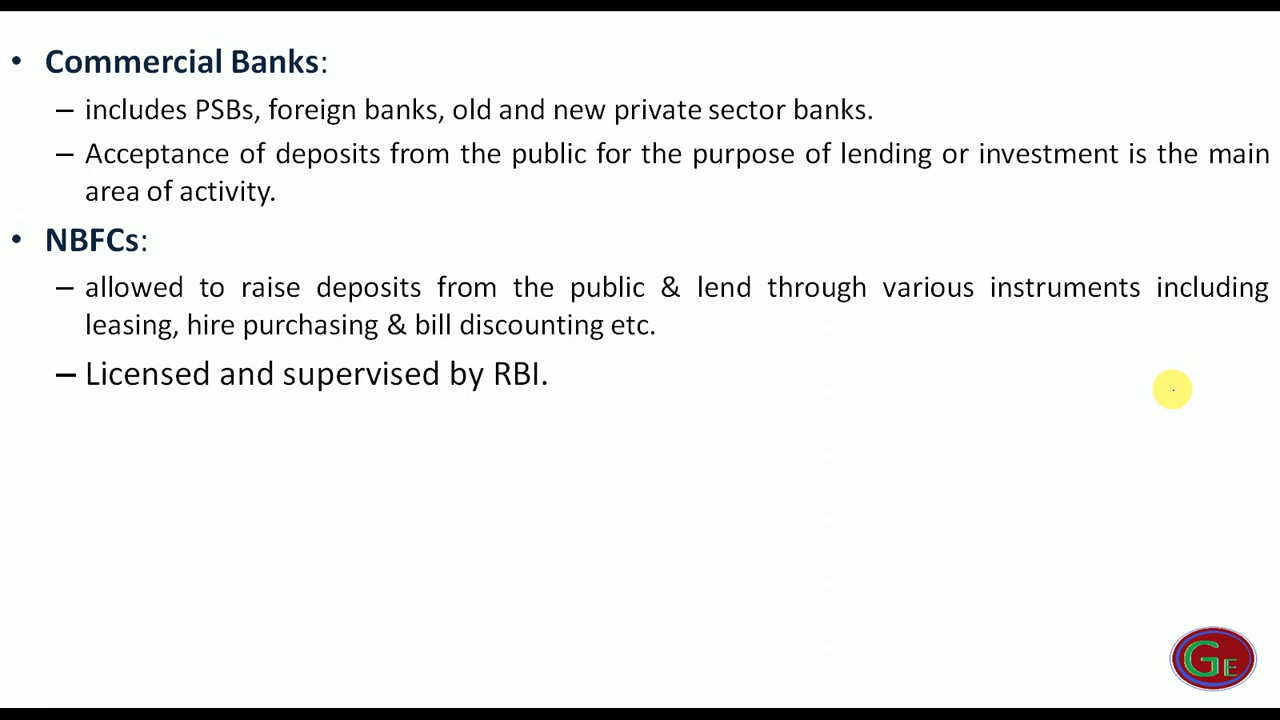 • Commercial Banks:
– includes PSBs, foreign banks, old and new private sector banks.
– Acceptance of deposits from the public for the purpose of lending or investment is the main
area of activity.
• NBFCs:
– allowed to raise deposits from the public & lend through various instruments including
leasing, hire purchasing & bill discounting etc.
– Licensed and supervised by RBI.
GE